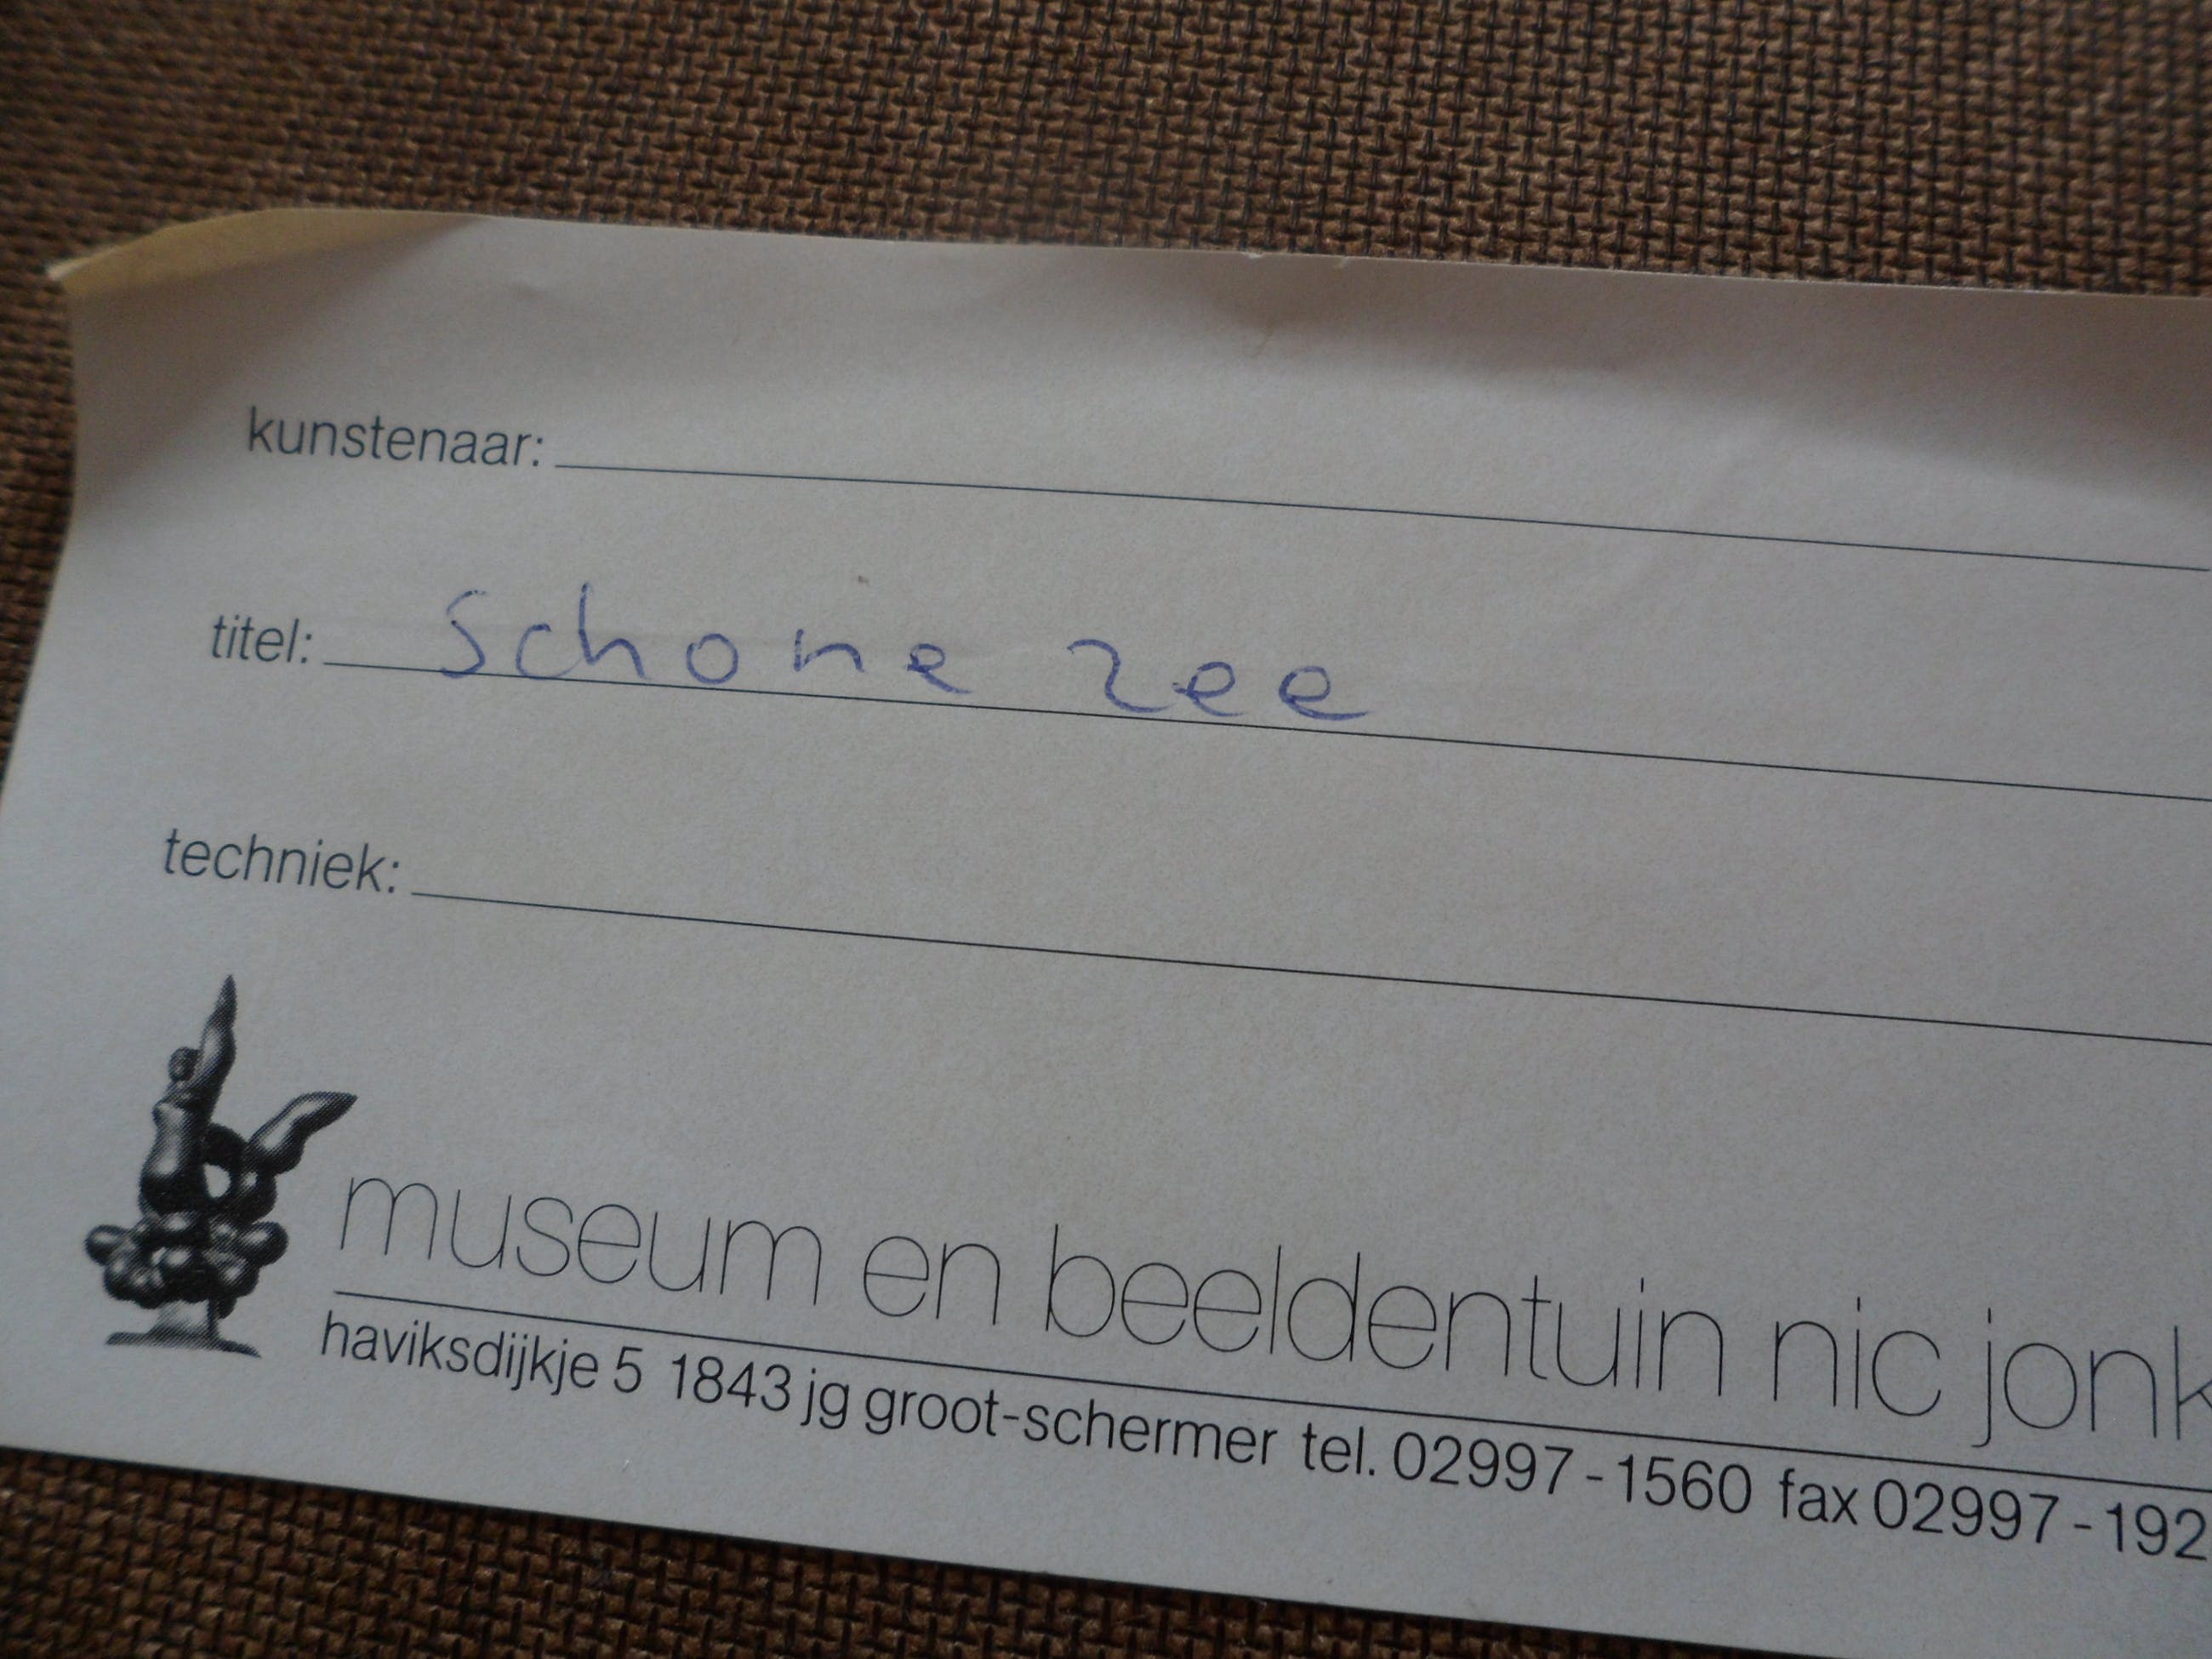 kunstenaar:
titel: schone zee
techniek:
museum en beeldentuin nic jonk
haviksdijkje 5 1843 jg groot-schermer tel. 02997-1560 fax 02997-192